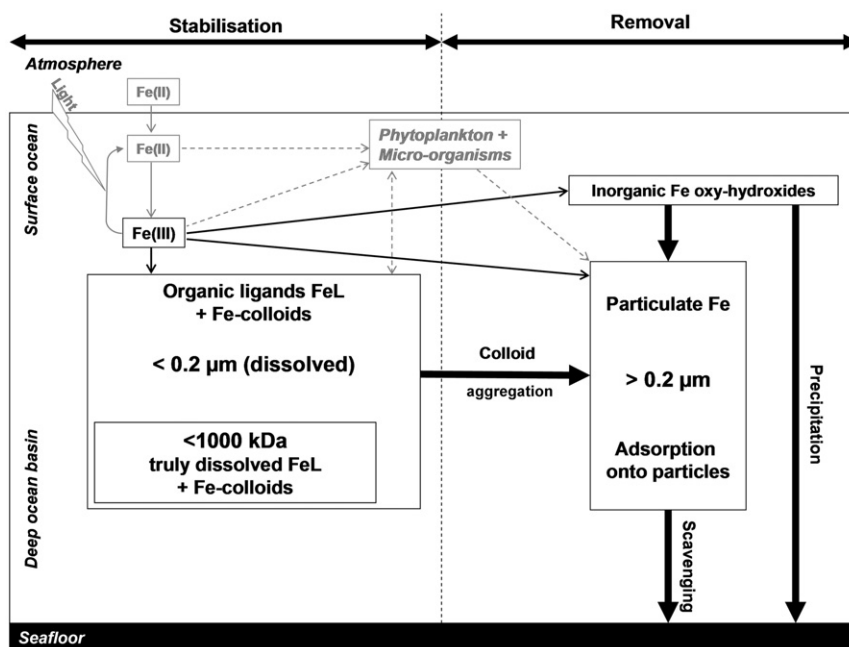 Stabilisation
Removal
Atmosphere
Light
Fe(II)
Surface ocean
Fe(II)
Phytoplankton +
Micro-organisms
Inorganic Fe oxy-hydroxides
Fe(III)
Organic ligands FeL
+ Fe-colloids
< 0.2 µm (dissolved)
<1000 kDa
truly dissolved FeL
+ Fe-colloids
Colloid
aggregation
Particulate Fe
> 0.2 µm
Adsorption
onto particles
Precipitation
Scavenging
Deep ocean basin
Seafloor